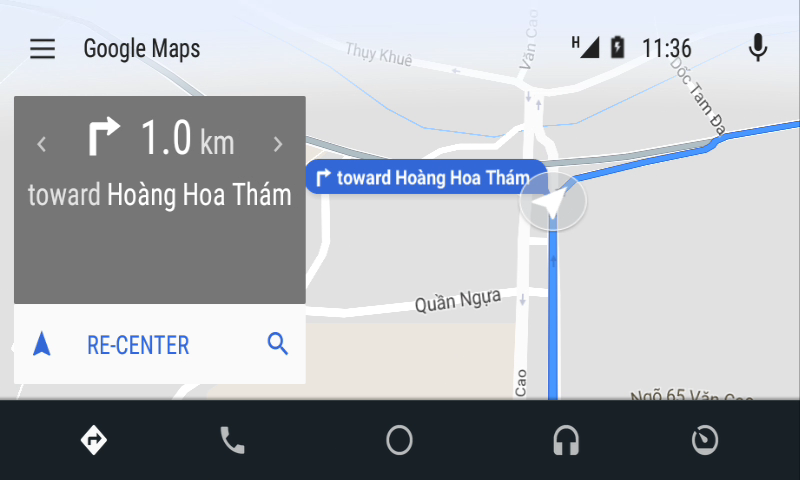 Google Maps
H
11:36
1.0 km
toward Hoàng Hoa Thám
RE-CENTER
Thụy Khuê
Văn Cao
Dốc Tam Đa
toward Hoàng Hoa Thám
Quần Ngựa
Cao
Ngõ 65 Văn Cao